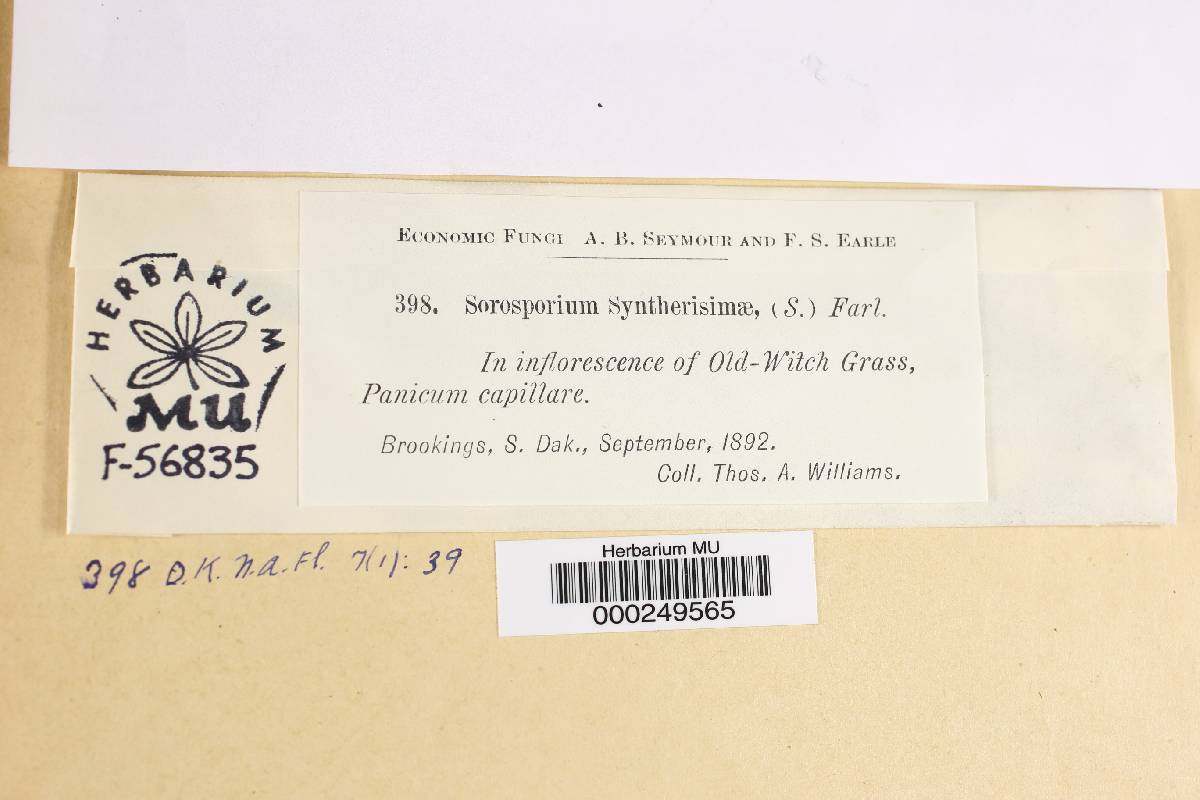 ECONOMIC FUNGI A. B. SEYMOUR AND F. S. EARLE
398. Sorosporium Syntherisimæ, (S.) Farl.
In inflorescence of Old-Witch Grass,
Panicum capillare.
Brookings, S. Dak., September, 1892.
Coll. Thos. A. Williams.
HERBARIUM
MU
F-56835
398 O.K. N.A.Fl. 7(1): 39
Herbarium MU
000249565